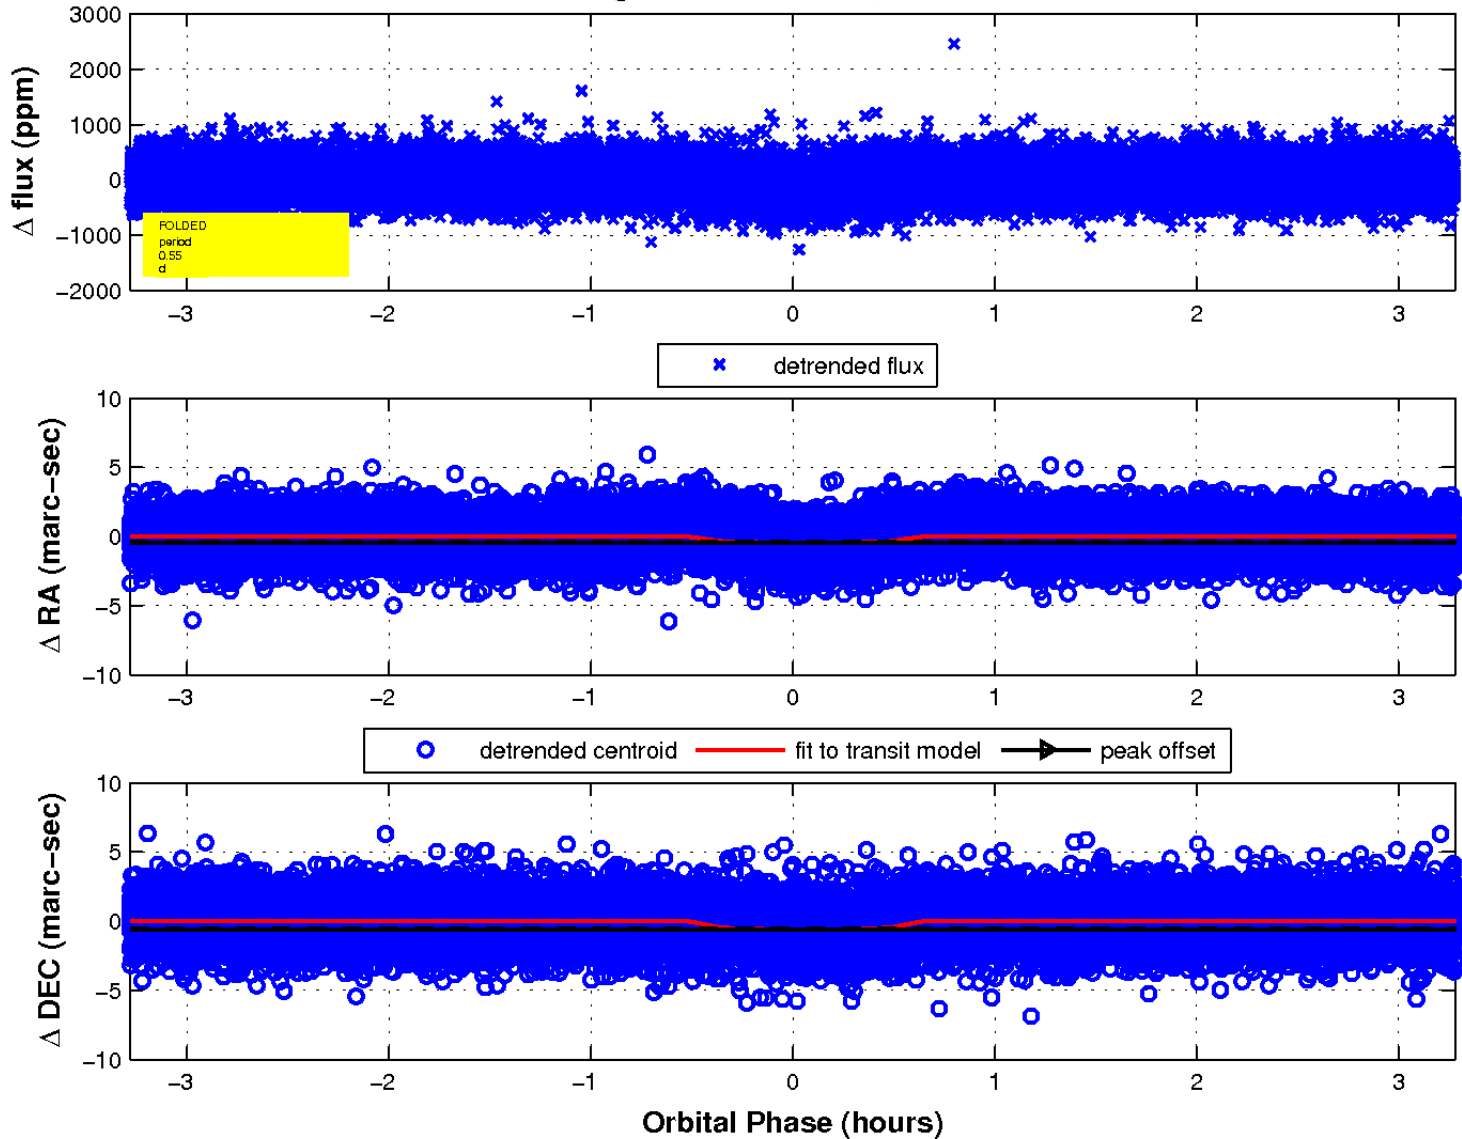 3000
2000
1000
0
−1000
−2000
Δ flux (ppm)
FOLDED
period
0.55
d
−3 −2 −1 0 1 2 3
detrended flux
10
5
0
−5
−10
Δ RA (marc−sec)
−3 −2 −1 0 1 2 3
detrended centroid fit to transit model peak offset
10
5
0
−5
−10
Δ DEC (marc−sec)
−3 −2 −1 0 1 2 3
Orbital Phase (hours)